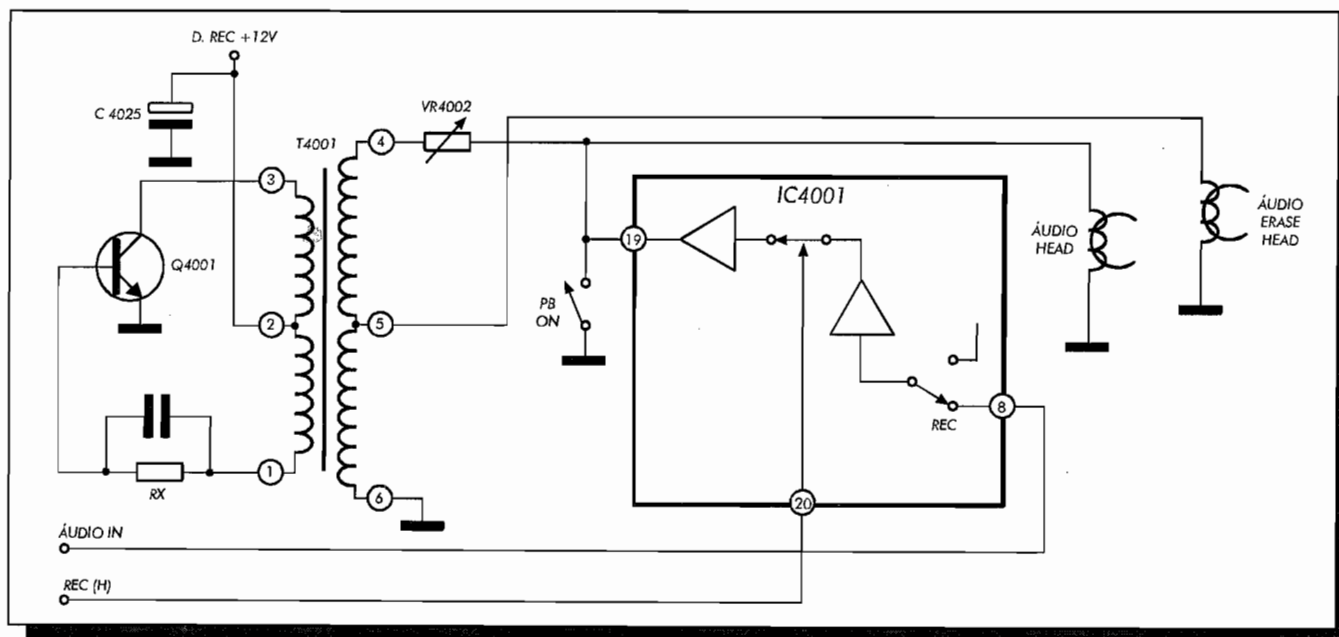 D. REC +12V
C 4025
VR4002
T4001
4
3
IC4001
19
ÁUDIO
HEAD
ÁUDIO
ERASE
HEAD
Q4001
PB
ON
2
5
REC
8
1
RX
6
20
ÁUDIO IN
REC (H)